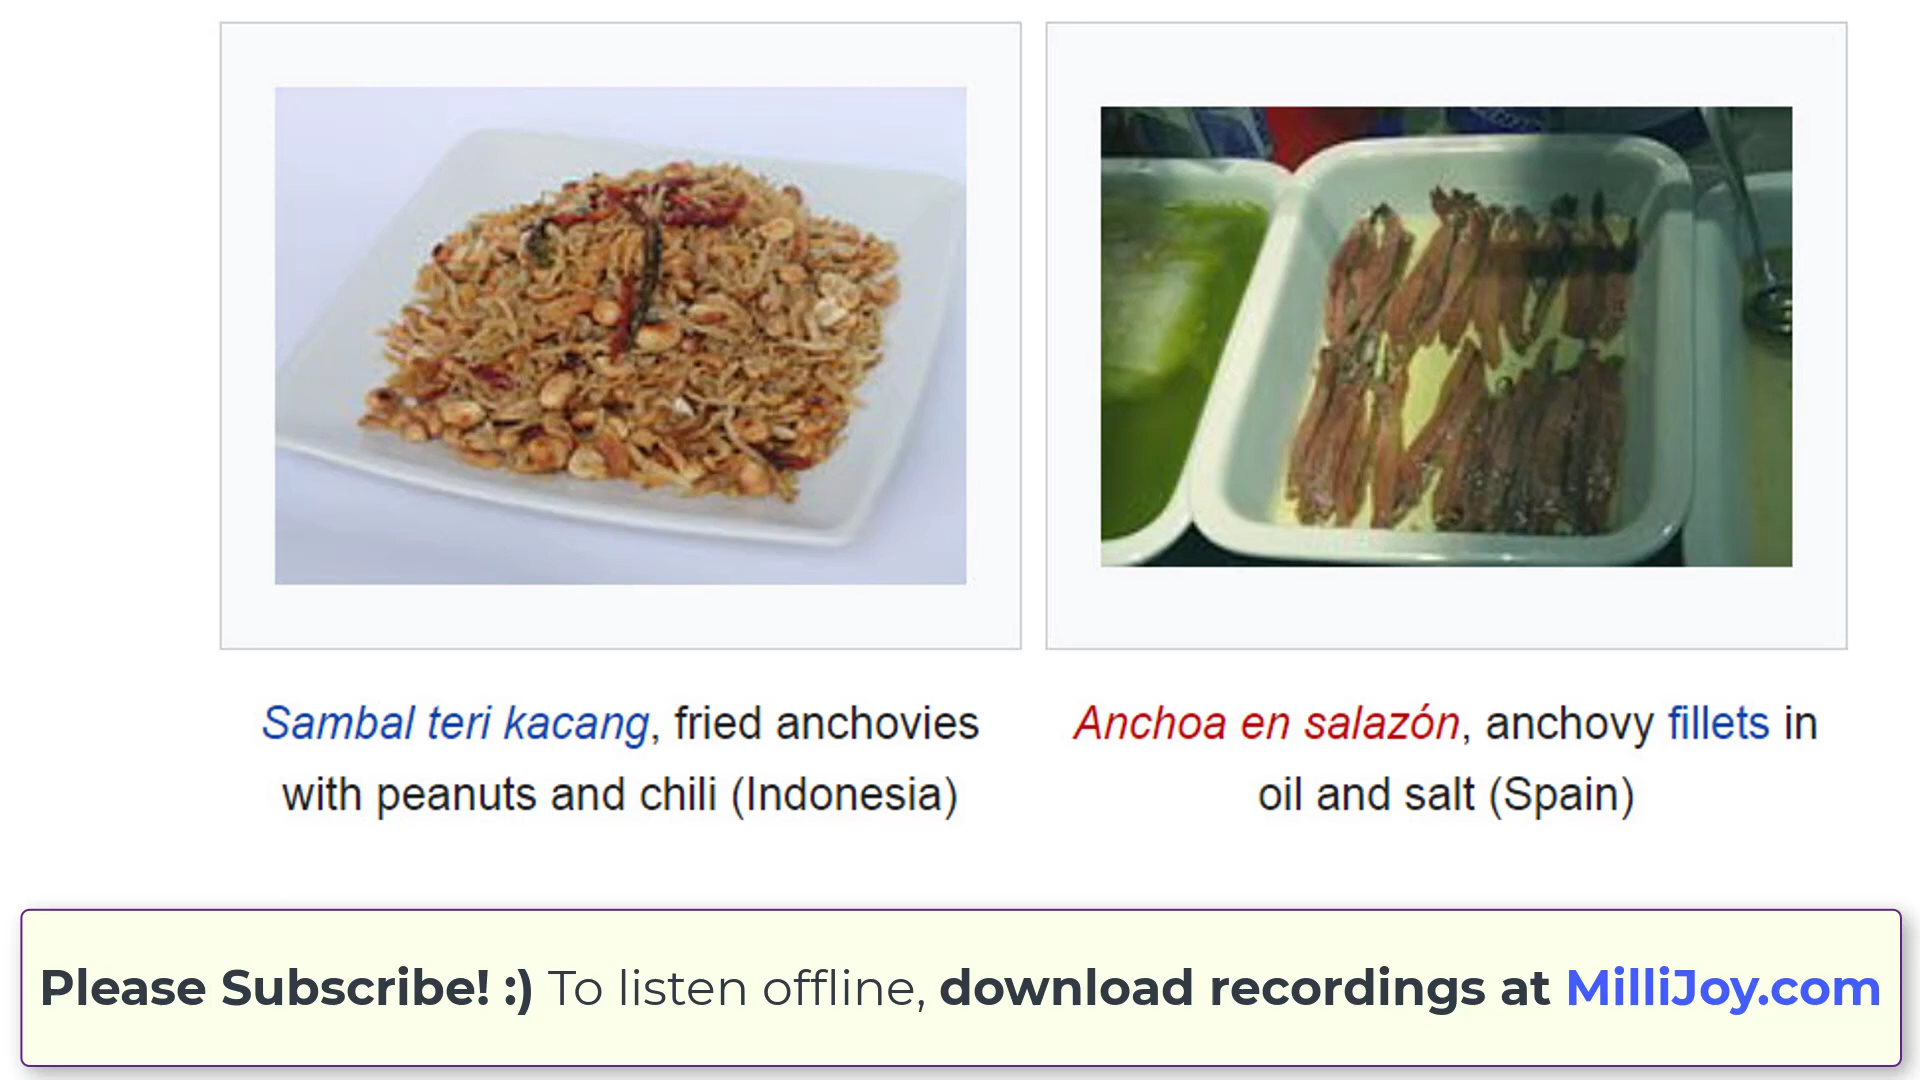 Sambal teri kacang, fried anchovies
with peanuts and chili (Indonesia)
Anchoa en salazón, anchovy fillets in
oil and salt (Spain)
Please Subscribe! :) To listen offline, download recordings at MilliJoy.com